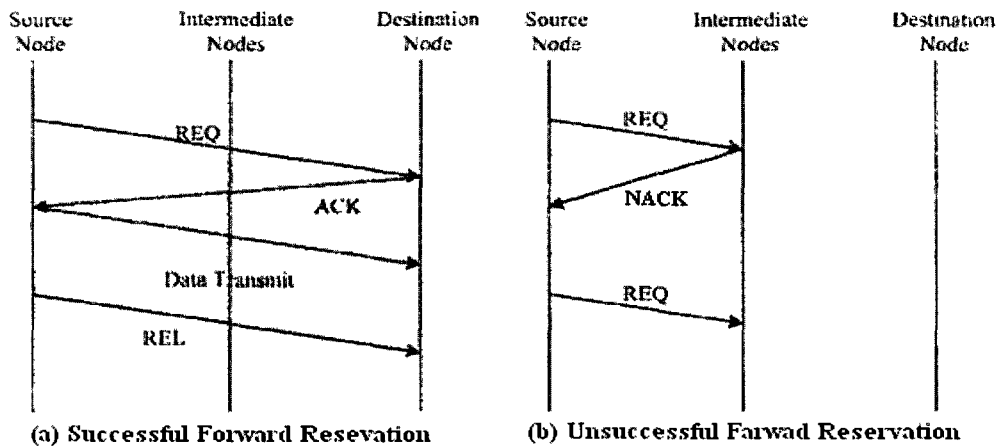 Source Node
Intermediate Nodes
Destination Node
REQ
ACK
Data Transmit
REL
(a) Successful Forward Resevation
Source Node
Intermediate Nodes
Destination Node
REQ
NACK
REQ
(b) Unsuccessful Farwad Reservation